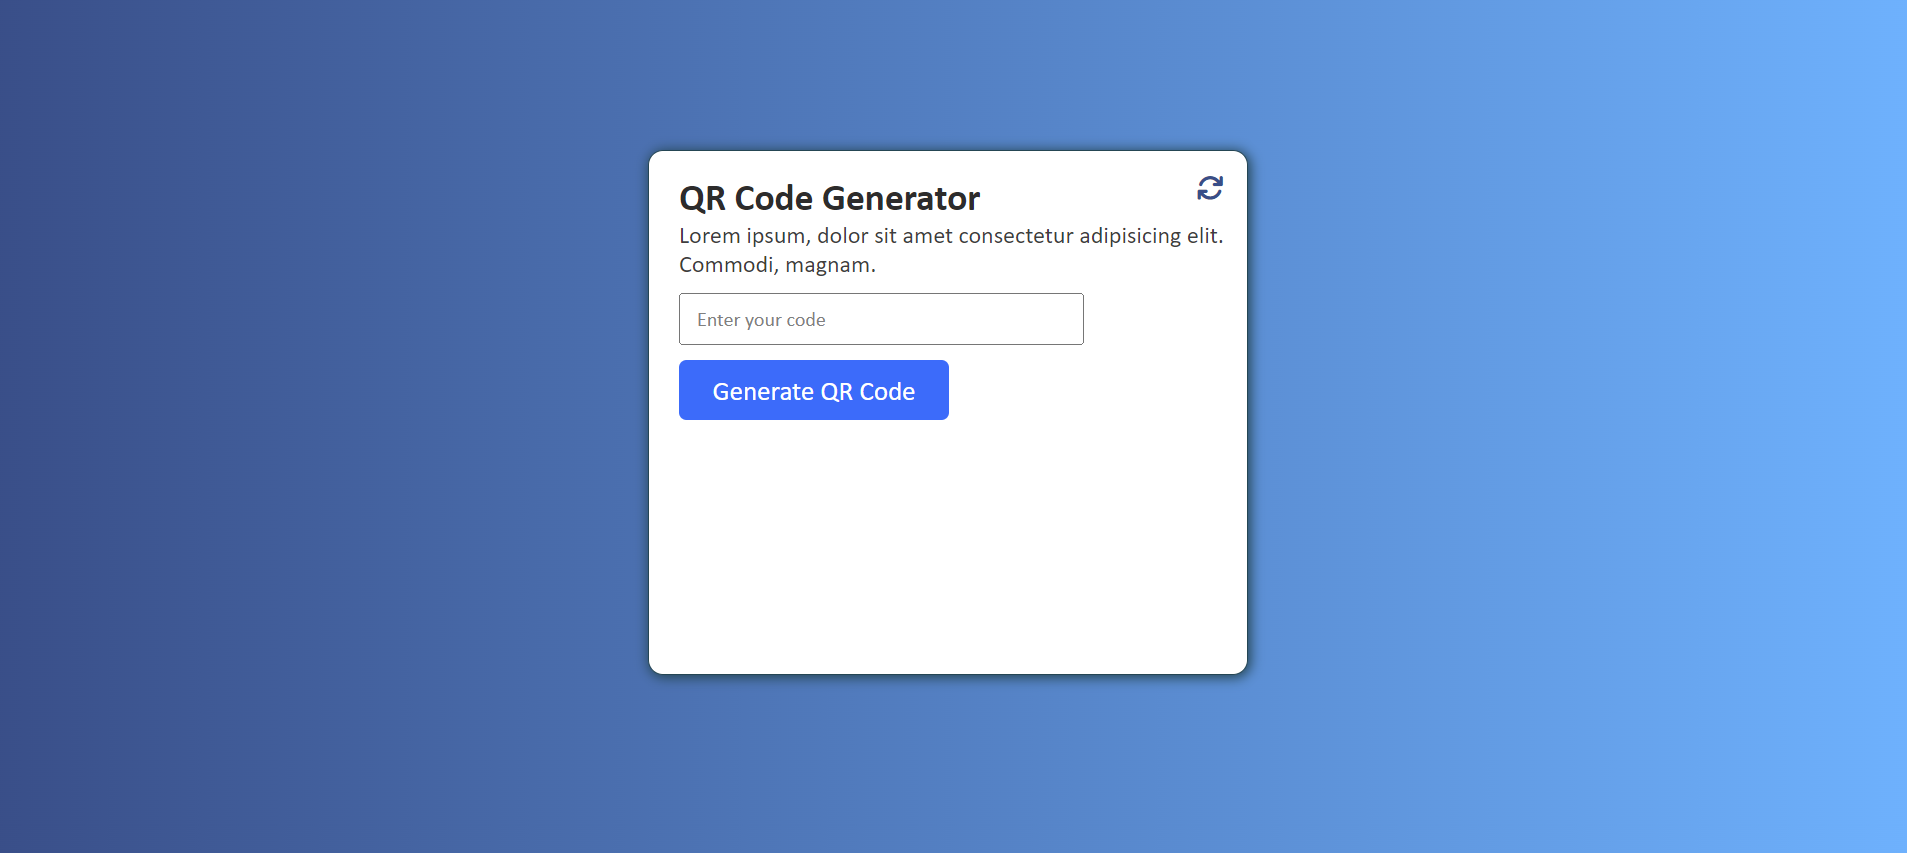 QR Code Generator
Lorem ipsum, dolor sit amet consectetur adipisicing elit.
Commodi, magnam.
Enter your code
Generate QR Code